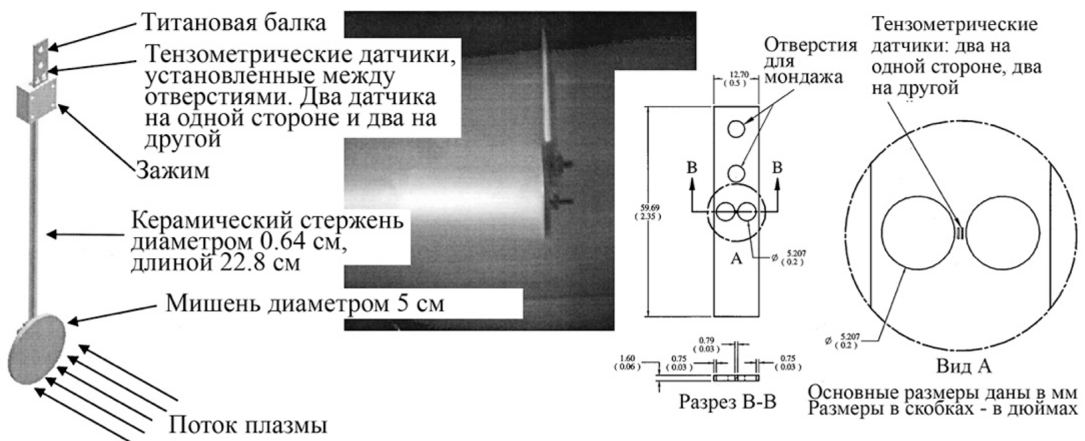 Титановая балка
Тензометрические датчики,
установленные между
отверстиями. Два датчика
на одной стороне и два на
другой
Зажим
Керамический стержень
диаметром 0.64 см,
длиной 22.8 см
Мишень диаметром 5 см
Поток плазмы
Отверстия
для
мондажа
12.70
(0.5)
B
B
59.69
(2.35)
A
ø 5.207
(0.2)
0.79
(0.03)
1.60
(0.06)
0.75
(0.03)
0.75
(0.03)
Разрез B-B
Тензометрические
датчики: два на
одной стороне, два
на другой
ø 5.207
(0.2)
Вид A
Основные размеры даны в мм
Размеры в скобках - в дюймах